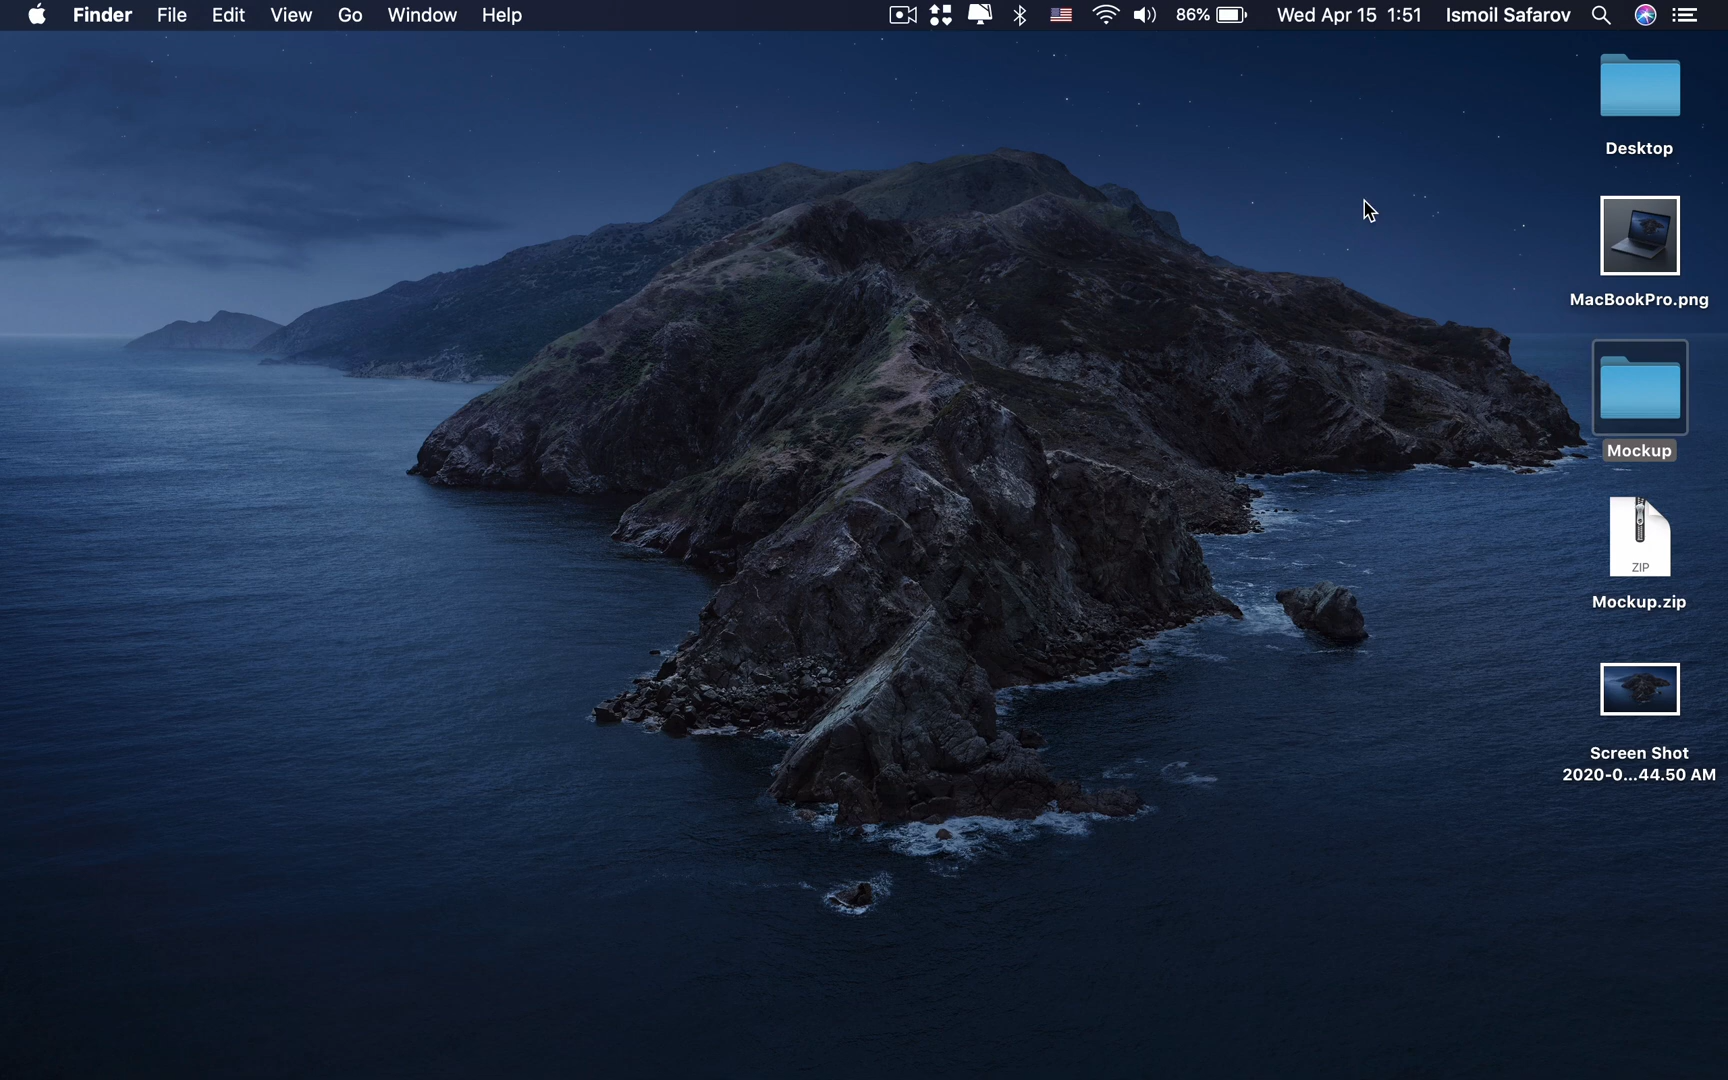 Finder File Edit View Go Window Help 86% Wed Apr 15 1:51 Ismoil Safarov
Desktop
MacBookPro.png
Mockup
ZIP
Mockup.zip
Screen Shot
2020-0...44.50 AM